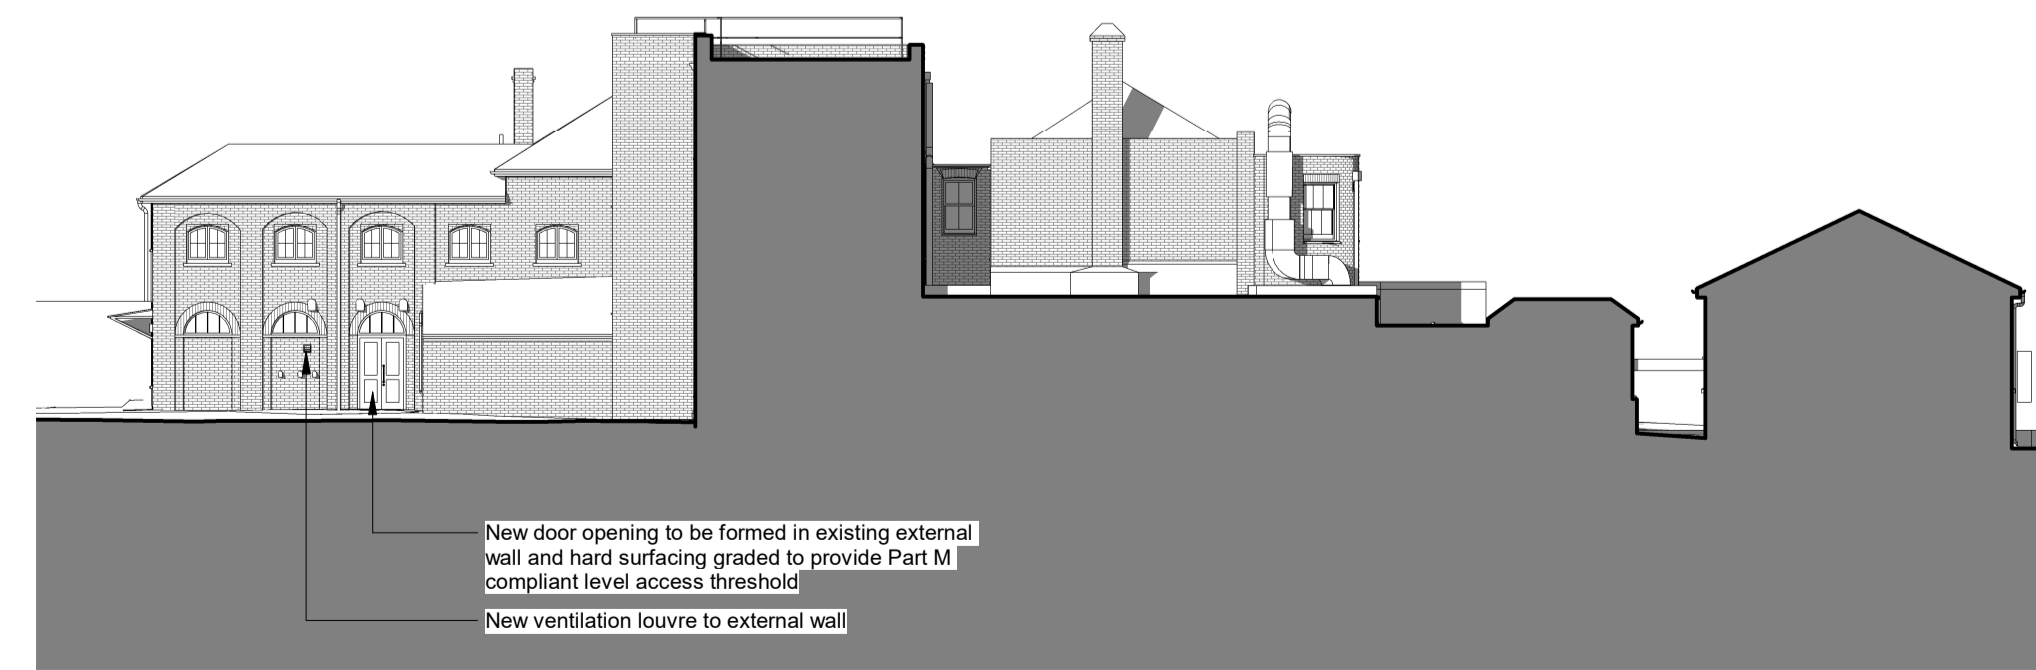 New door opening to be formed in existing external
wall and hard surfacing graded to provide Part M
compliant level access threshold
New ventilation louvre to external wall